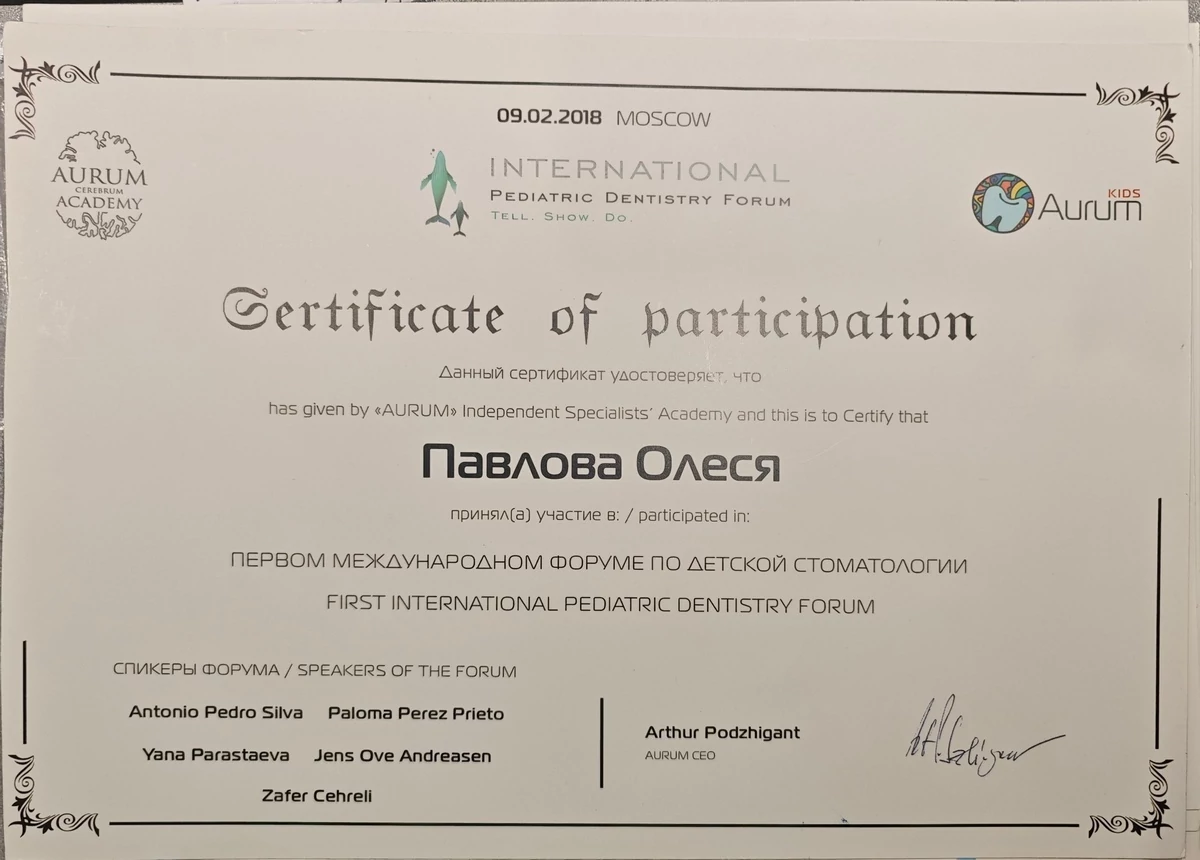 09.02.2018 MOSCOW
AURUM
CEREBRUM
ACADEMY
INTERNATIONAL
PEDIATRIC DENTISTRY FORUM
TELL. SHOW. DO.
KIDS
Aurum
Sertificate of participation
Данный сертификат удостоверяет, что
has given by «AURUM» Independent Specialists' Academy and this is to Certify that
Павлова Олеся
принял(а) участие в: / participated in:
ПЕРВОМ МЕЖДУНАРОДНОМ ФОРУМЕ ПО ДЕТСКОЙ СТОМАТОЛОГИИ
FIRST INTERNATIONAL PEDIATRIC DENTISTRY FORUM
СПИКЕРЫ ФОРУМА / SPEAKERS OF THE FORUM
Antonio Pedro Silva Paloma Perez Prieto
Yana Parastaeva Jens Ove Andreasen
Zafer Cehreli
Arthur Podzhigant
AURUM CEO